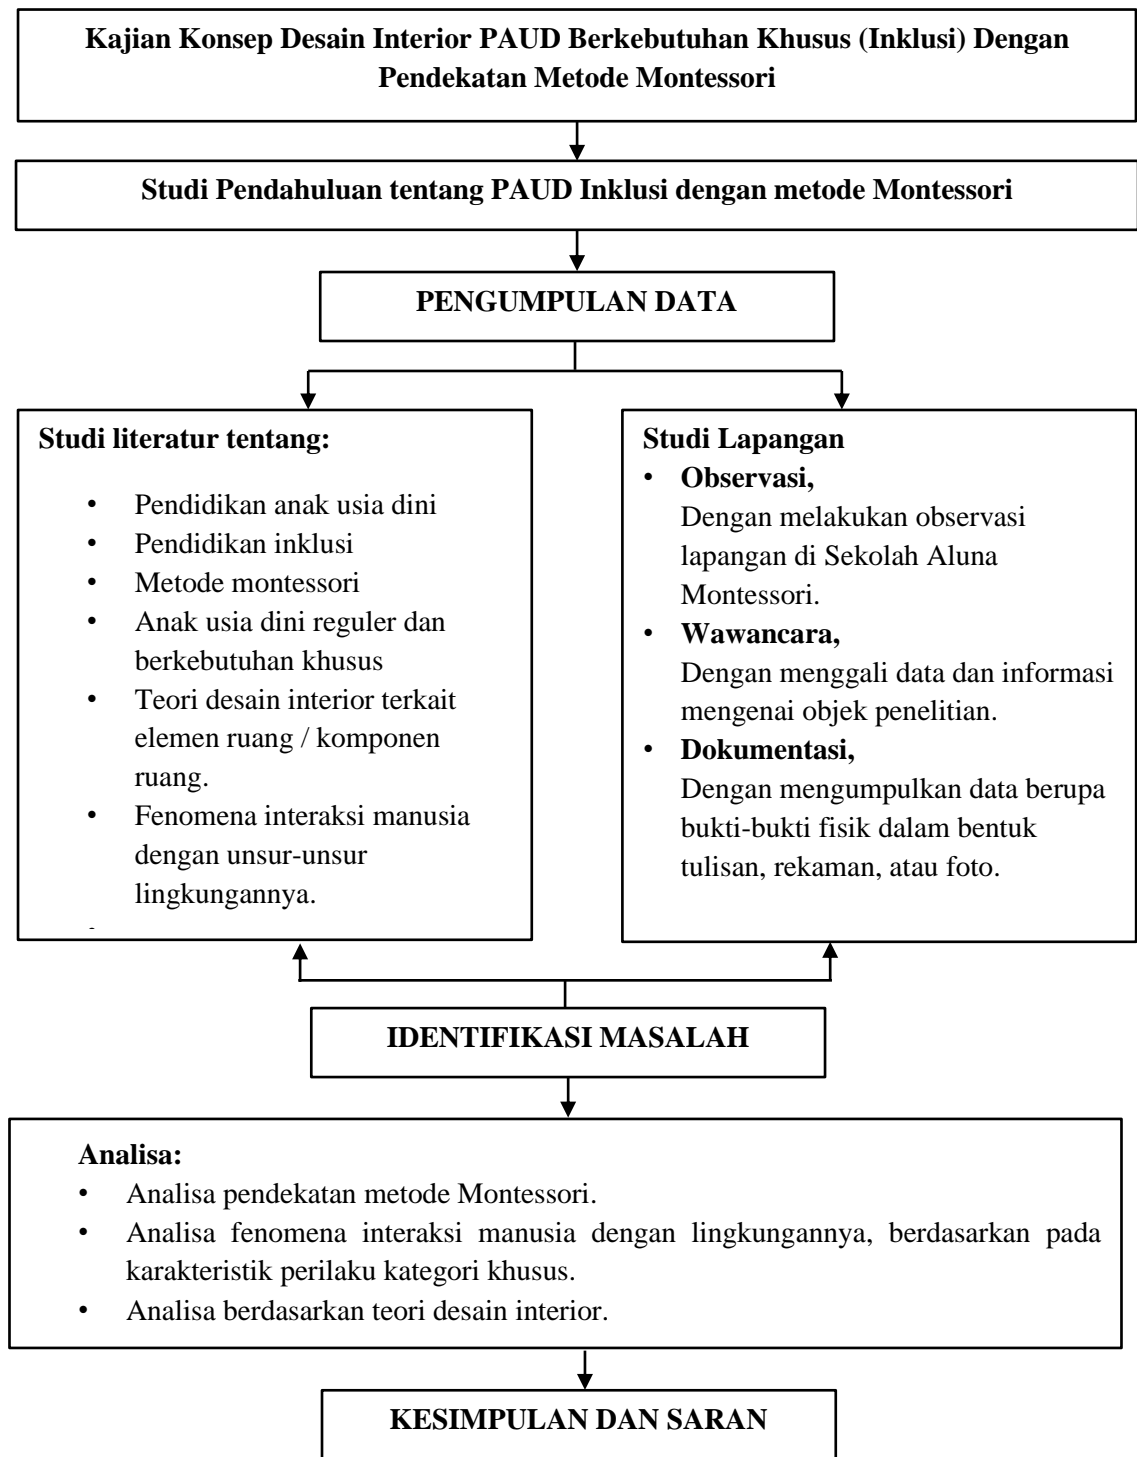 Kajian Konsep Desain Interior PAUD Berkebutuhan Khusus (Inklusi) Dengan
Pendekatan Metode Montessori
Studi Pendahuluan tentang PAUD Inklusi dengan metode Montessori
PENGUMPULAN DATA
Studi literatur tentang:
• Pendidikan anak usia dini
• Pendidikan inklusi
• Metode montessori
• Anak usia dini reguler dan
berkebutuhan khusus
• Teori desain interior terkait
elemen ruang / komponen
ruang.
• Fenomena interaksi manusia
dengan unsur-unsur
lingkungannya.
Studi Lapangan
• Observasi,
Dengan melakukan observasi
lapangan di Sekolah Aluna
Montessori.
• Wawancara,
Dengan menggali data dan informasi
mengenai objek penelitian.
• Dokumentasi,
Dengan mengumpulkan data berupa
bukti-bukti fisik dalam bentuk
tulisan, rekaman, atau foto.
IDENTIFIKASI MASALAH
Analisa:
• Analisa pendekatan metode Montessori.
• Analisa fenomena interaksi manusia dengan lingkungannya, berdasarkan pada
karakteristik perilaku kategori khusus.
• Analisa berdasarkan teori desain interior.
KESIMPULAN DAN SARAN